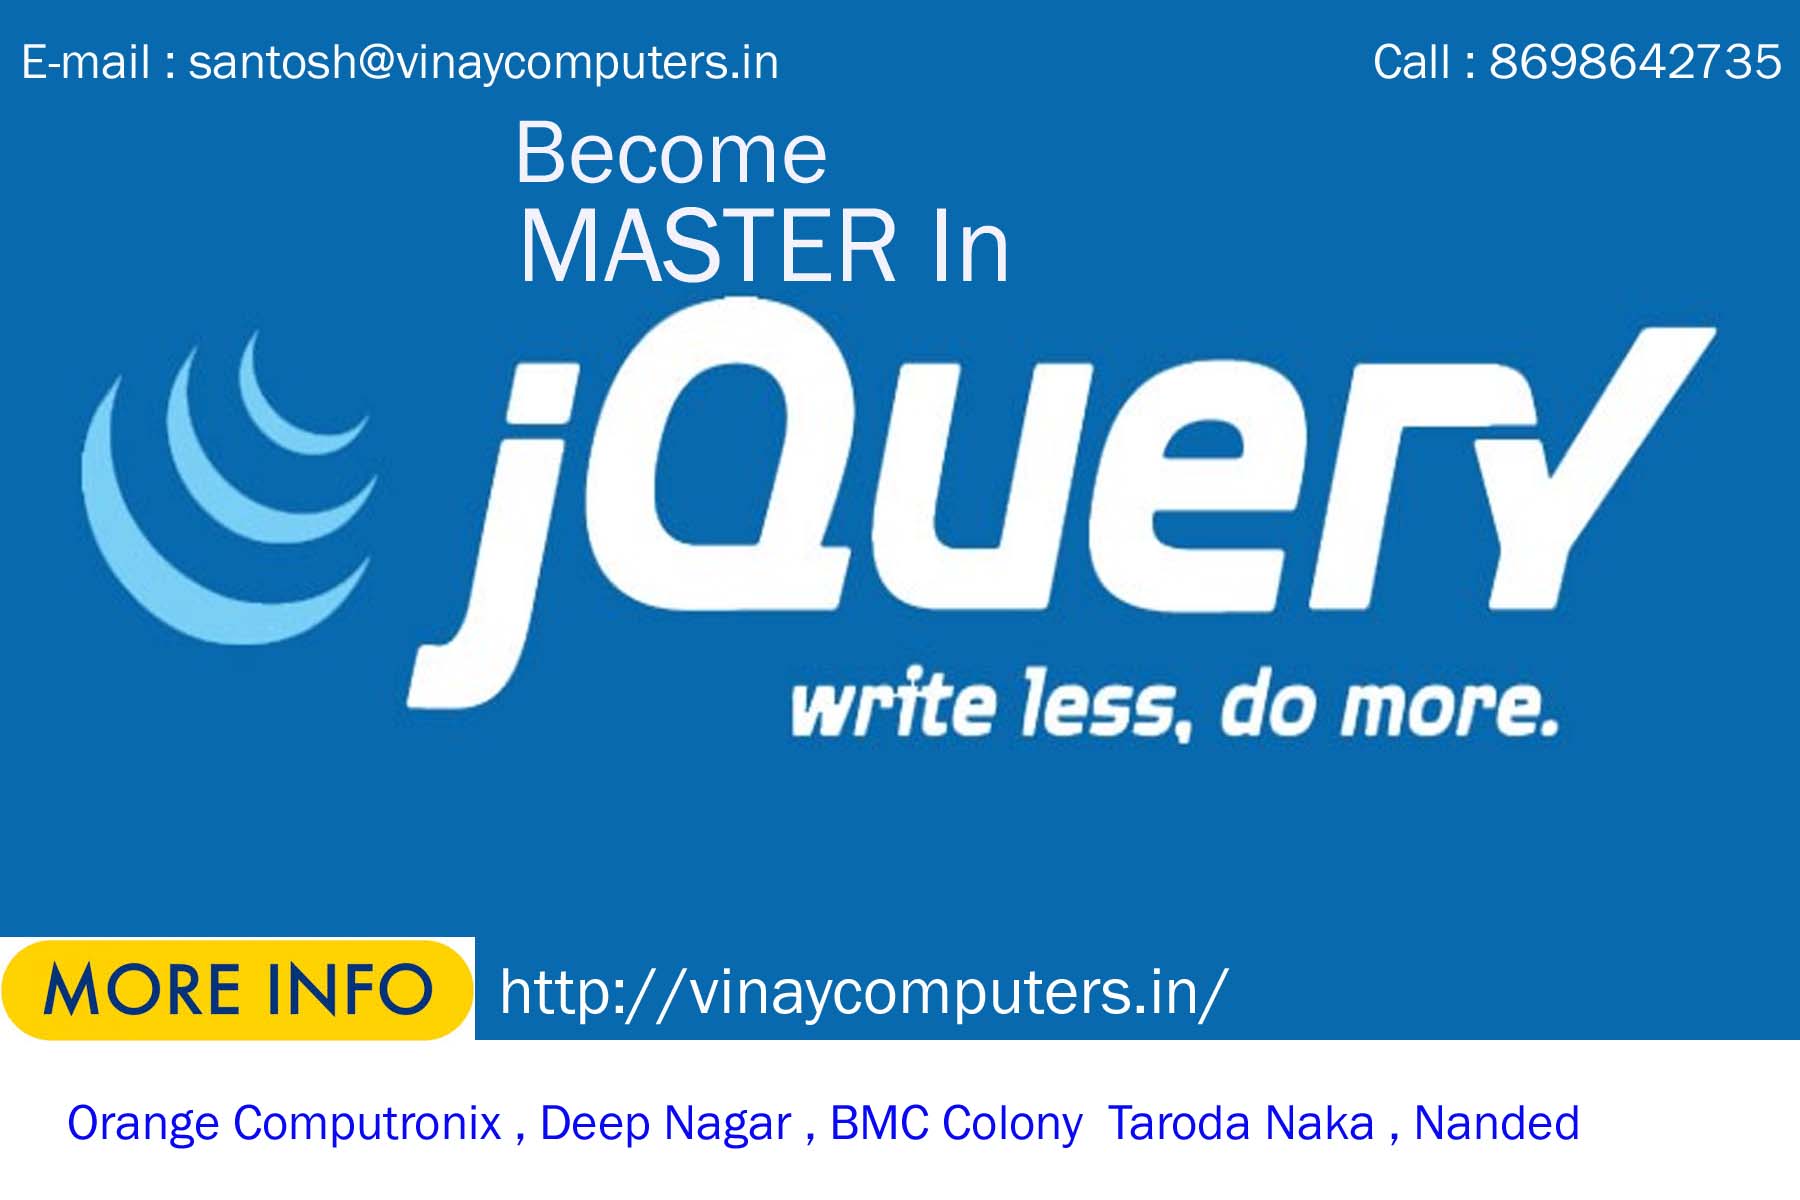 E-mail : santosh@vinaycomputers.in
Call : 8698642735
Become
MASTER In
jQuery
write less, do more.
MORE INFO
http://vinaycomputers.in/
Orange Computronix , Deep Nagar , BMC Colony  Taroda Naka , Nanded